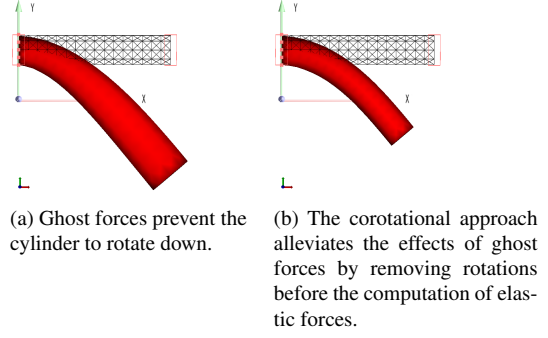 Y
X
Y
X
(a) Ghost forces prevent the
cylinder to rotate down.
(b) The corotational approach
alleviates the effects of ghost
forces by removing rotations
before the computation of elas-
tic forces.